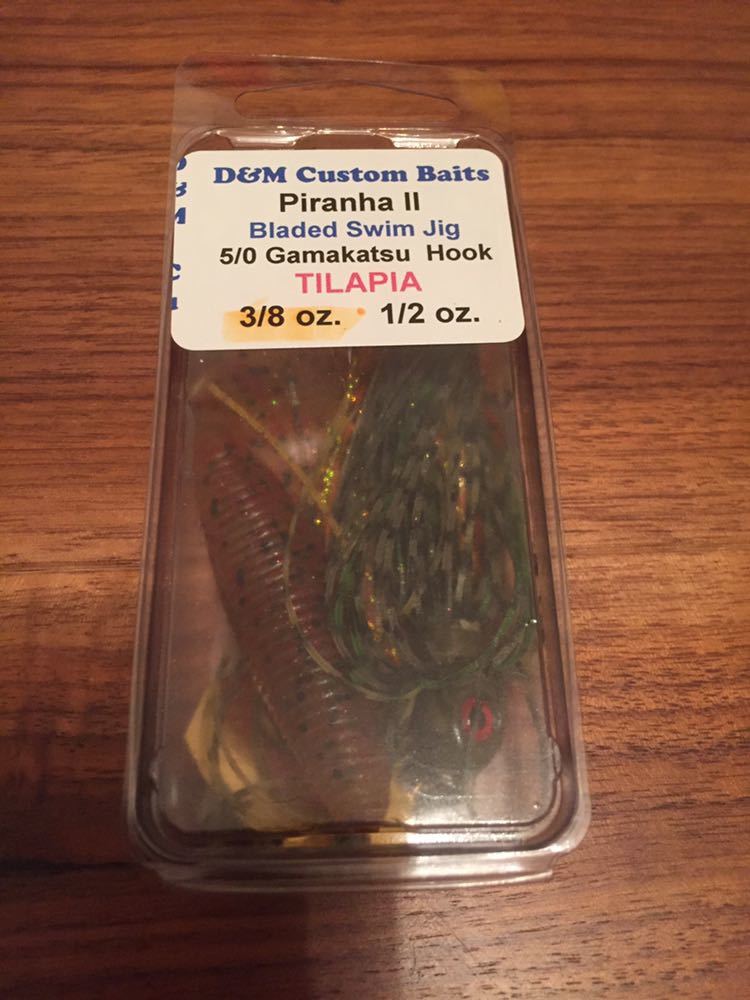 D&M Custom Baits
Piranha II
Bladed Swim Jig
5/0 Gamakatsu Hook
TILAPIA
3/8 oz. 1/2 oz.